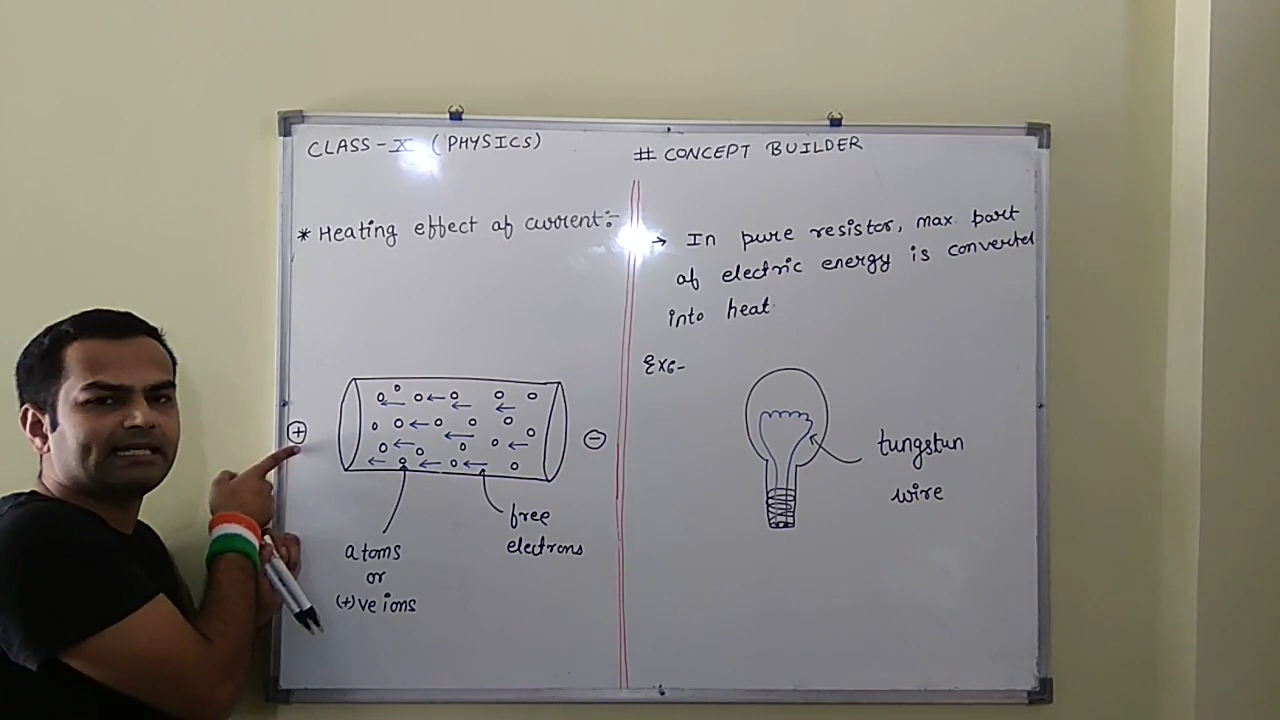 CLASS-X (PHYSICS)
# CONCEPT BUILDER
* Heating effect of current:-
+
-
atoms
or
(+)ve ions
free
electrons
→ In pure resistor, max. part
of electric energy is converted
into heat.
Ex:-
tungstun
wire